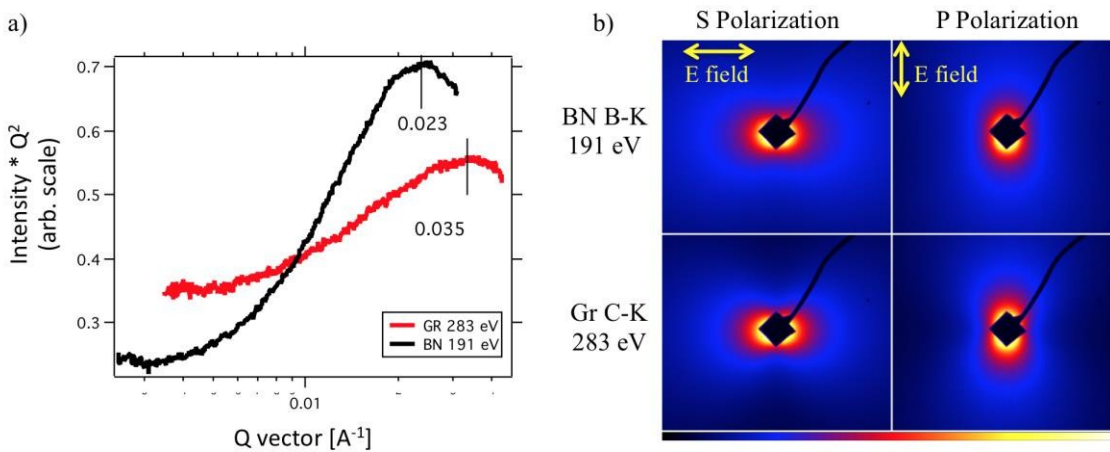 a)
0.7
0.6
0.5
0.4
0.3
0.023
0.035
GR 283 eV
BN 191 eV
0.01
Intensity * Q²
(arb. scale)
Q vector [A⁻¹]
b)
S Polarization
P Polarization
E field
E field
BN B-K
191 eV
Gr C-K
283 eV